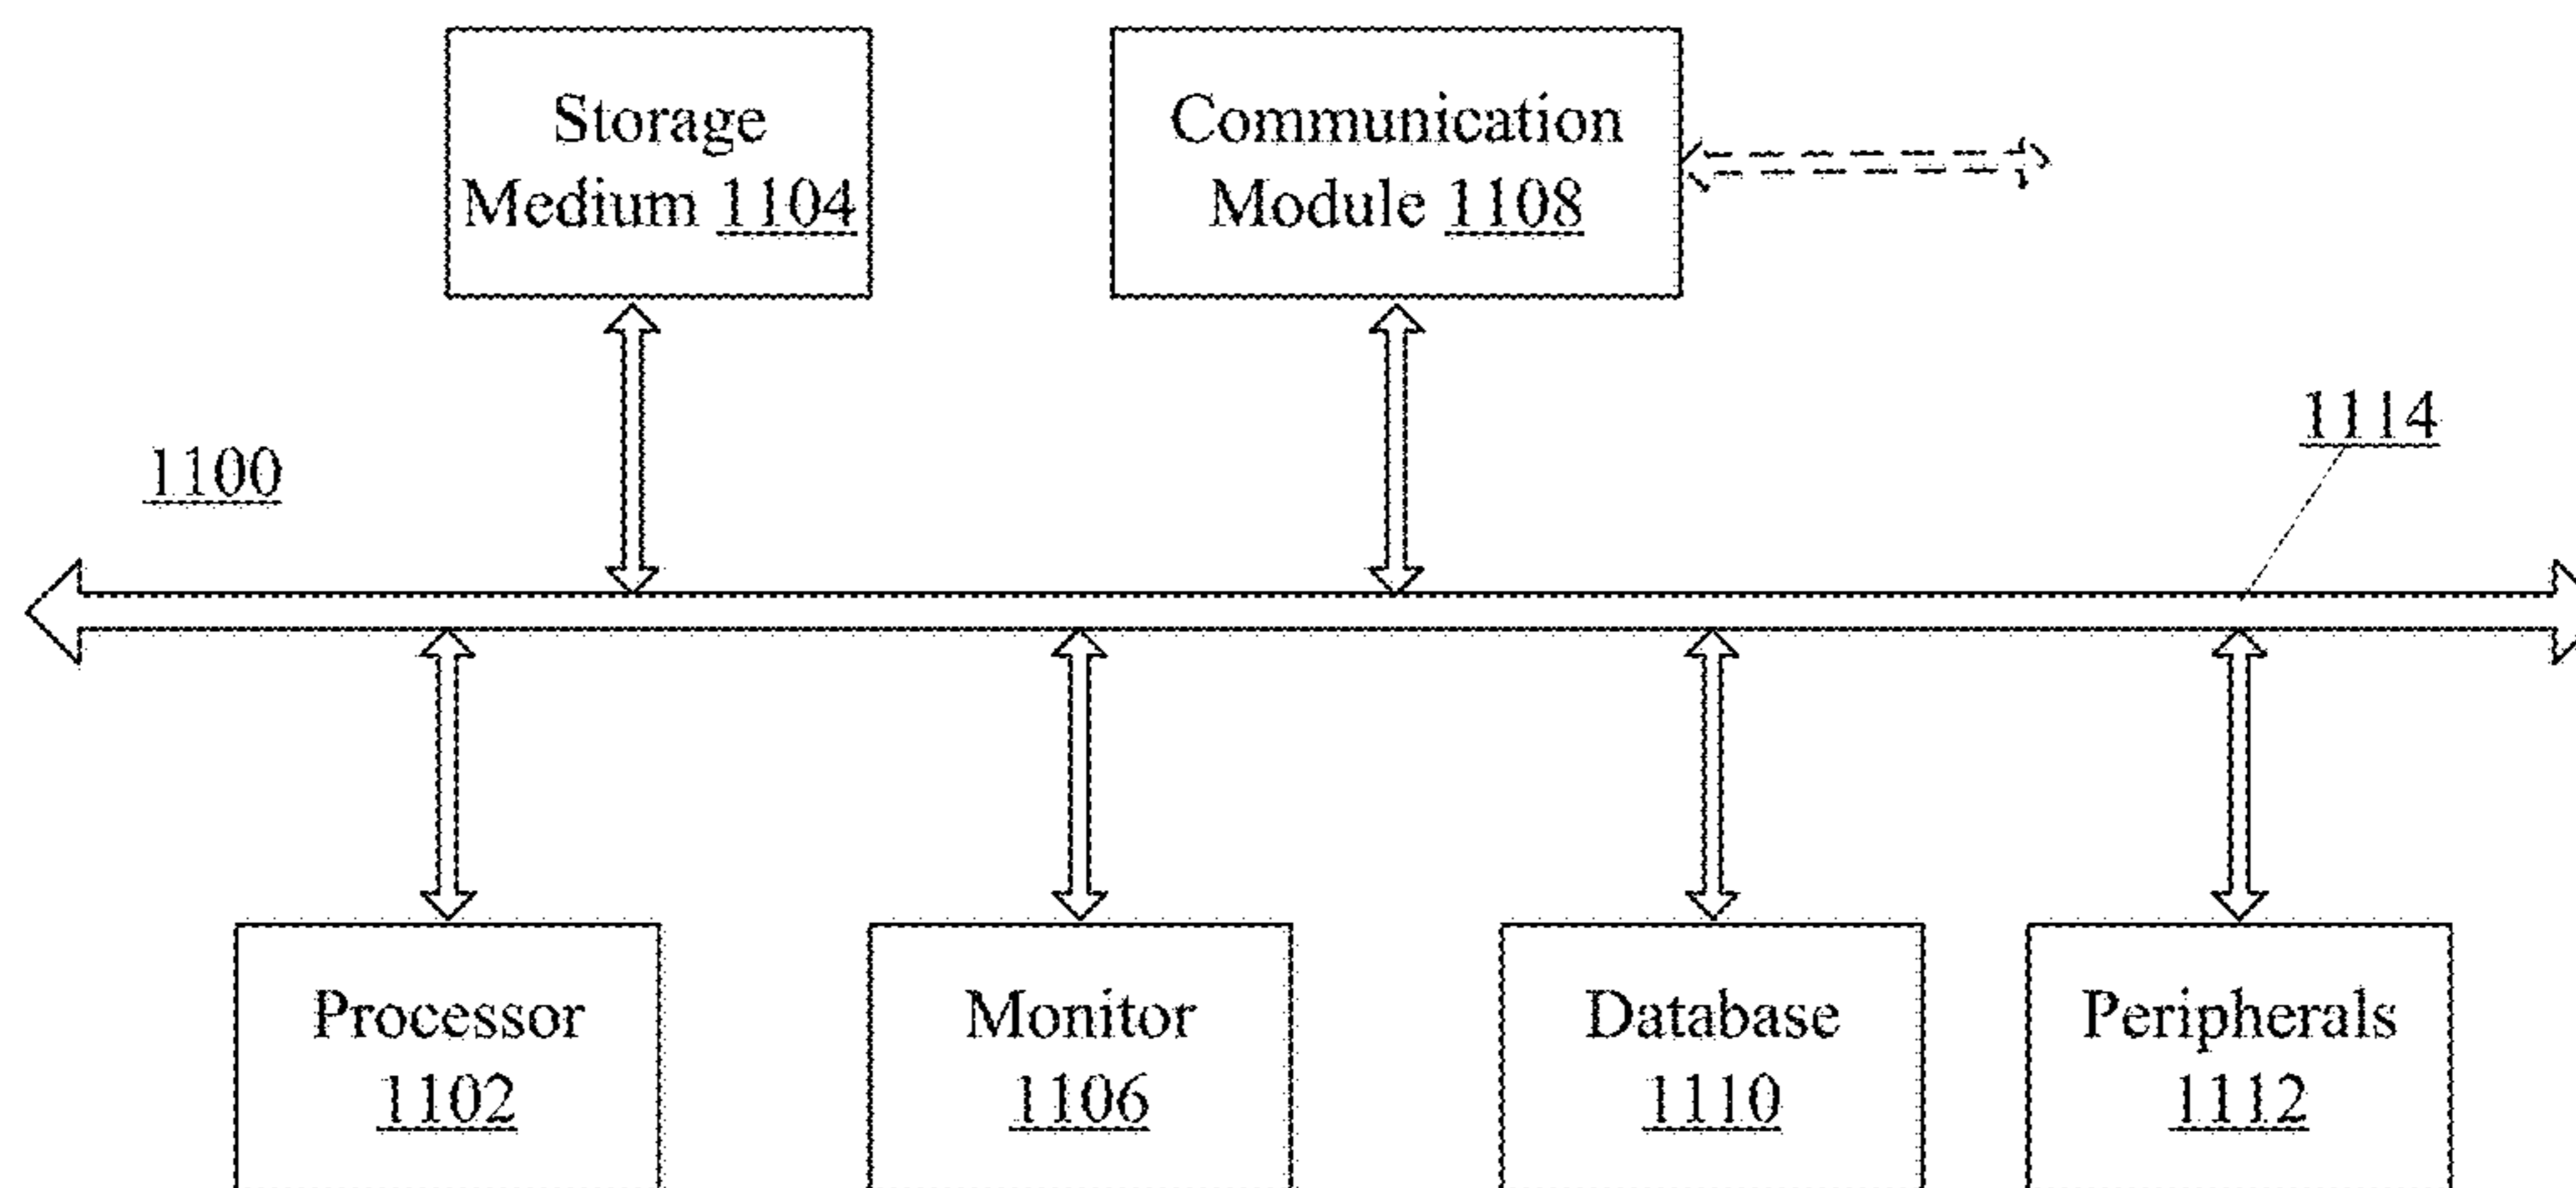 Storage
Medium 1104
Communication
Module 1108
1100
1114
Processor
1102
Monitor
1106
Database
1110
Peripherals
1112